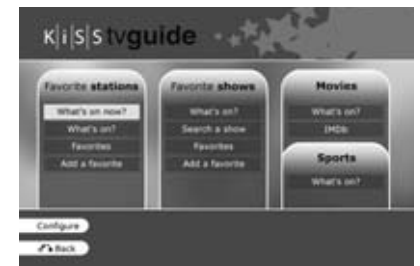 KiSS tvguide
Favorite stations
What's on now?
What's on?
Favorites
Add a favorite
Favorite shows
What's on?
Search a show
Favorites
Add a favorite
Movies
What's on?
IMDb
Sports
What's on?
Configure
Back